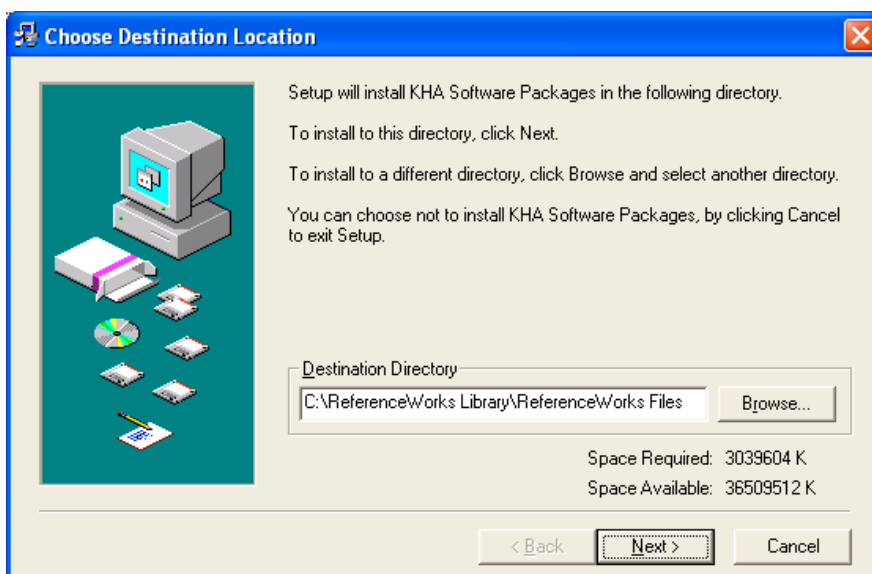 Choose Destination Location
Setup will install KHA Software Packages in the following directory.
To install to this directory, click Next.
To install to a different directory, click Browse and select another directory.
You can choose not to install KHA Software Packages, by clicking Cancel
to exit Setup.
Destination Directory
C:\ReferenceWorks Library\ReferenceWorks Files
Browse...
Space Required: 3039604 K
Space Available: 36509512 K
< Back
Next >
Cancel